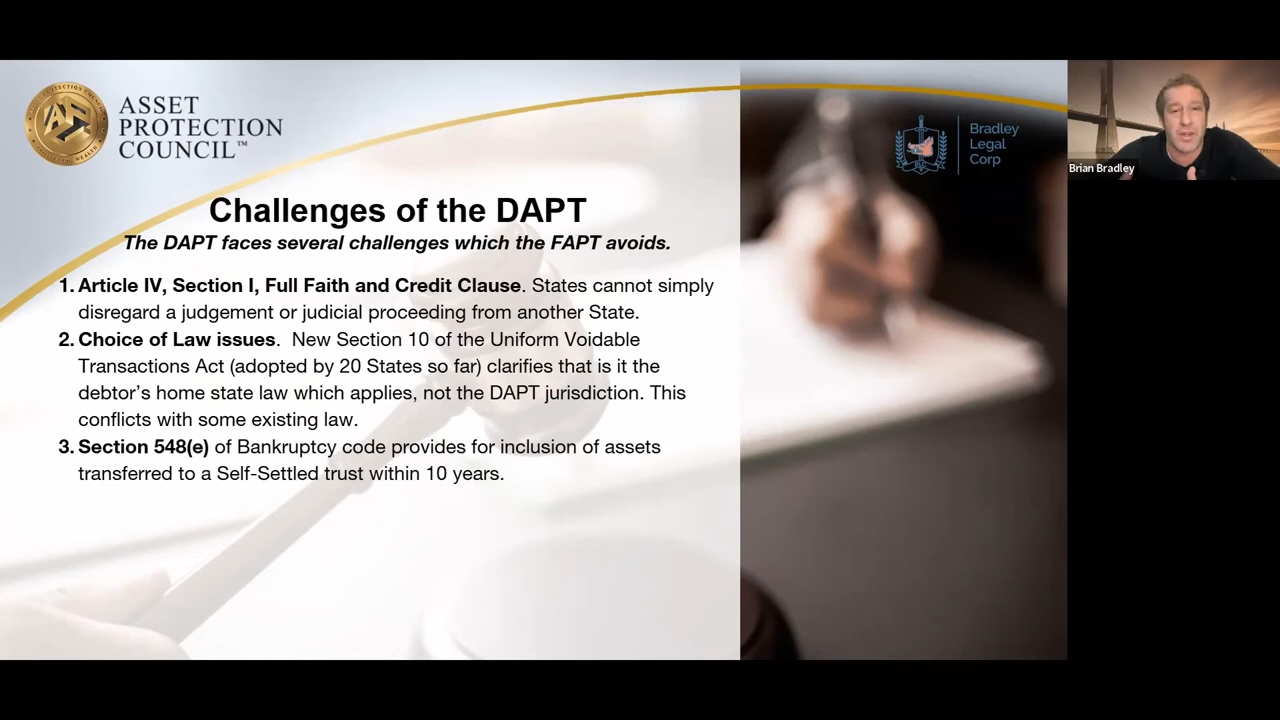 ASSET
PROTECTION
COUNCIL™
Bradley
Legal
Corp
Brian Bradley
Challenges of the DAPT
The DAPT faces several challenges which the FAPT avoids.
1. Article IV, Section I, Full Faith and Credit Clause. States cannot simply
disregard a judgement or judicial proceeding from another State.
2. Choice of Law issues.  New Section 10 of the Uniform Voidable
Transactions Act (adopted by 20 States so far) clarifies that is it the
debtor's home state law which applies, not the DAPT jurisdiction. This
conflicts with some existing law.
3. Section 548(e) of Bankruptcy code provides for inclusion of assets
transferred to a Self-Settled trust within 10 years.